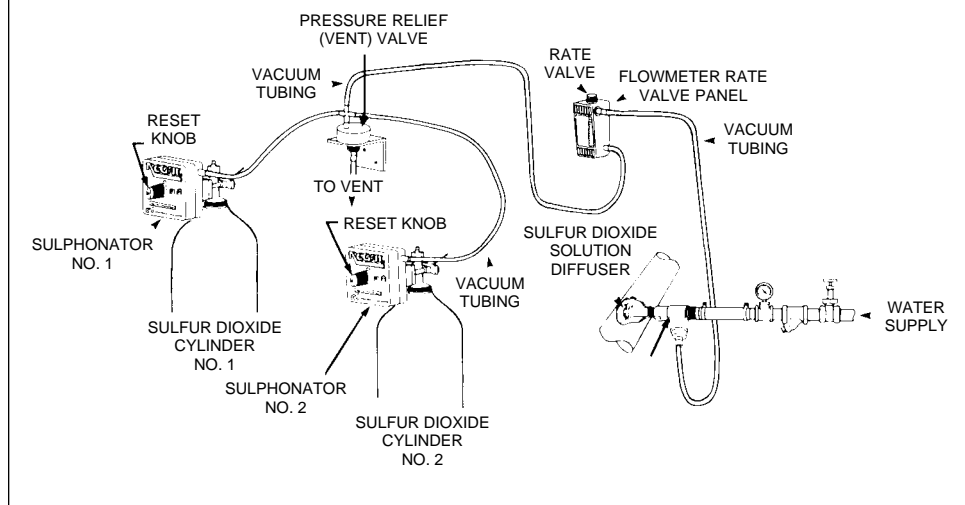 PRESSURE RELIEF
(VENT) VALVE
VACUUM
TUBING
RATE
VALVE
FLOWMETER RATE
VALVE PANEL
VACUUM
TUBING
RESET
KNOB
TO VENT
RESET KNOB
SULPHONATOR
NO. 1
SULFUR DIOXIDE
SOLUTION
DIFFUSER
VACUUM
TUBING
WATER
SUPPLY
SULFUR DIOXIDE
CYLINDER
NO. 1
SULPHONATOR
NO. 2
SULFUR DIOXIDE
CYLINDER
NO. 2